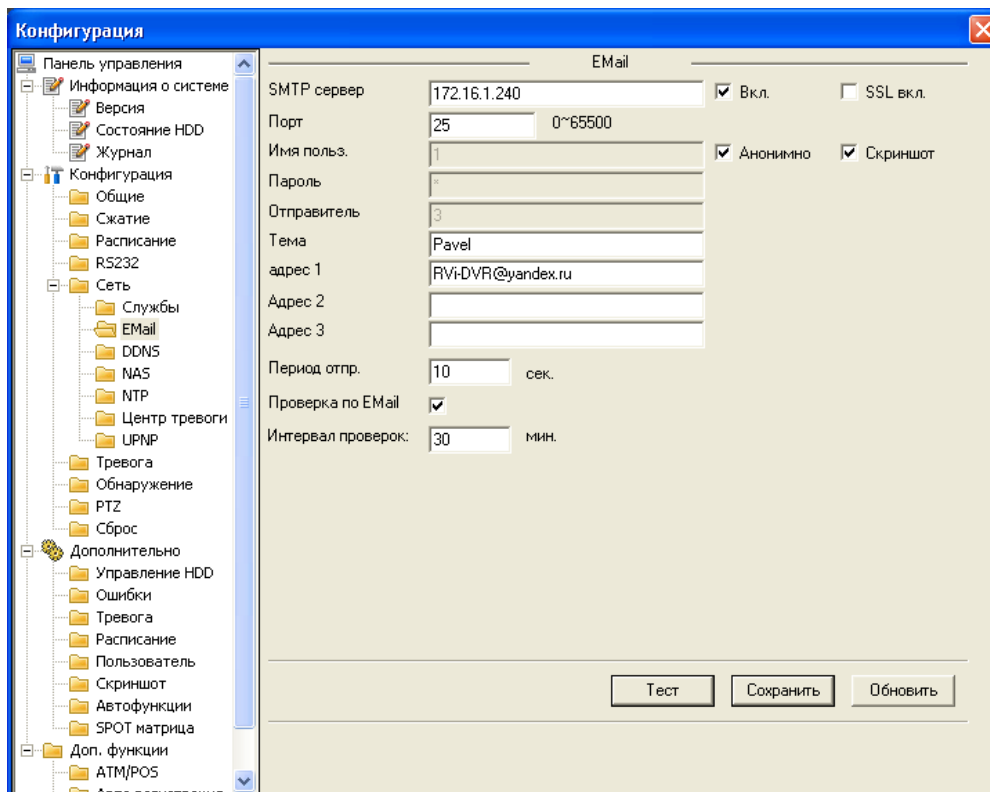 Конфигурация
Панель управления
Информация о системе
Версия
Состояние HDD
Журнал
Конфигурация
Общие
Сжатие
Расписание
RS232
Сеть
Службы
EMail
DDNS
NAS
NTP
Центр тревоги
UPNP
Тревога
Обнаружение
PTZ
Сброс
Дополнительно
Управление HDD
Ошибки
Тревога
Расписание
Пользователь
Скриншот
Автофункции
SPOT матрица
Доп. функции
ATM/POS
EMail
SMTP сервер 172.16.1.240 Вкл. SSL вкл.
Порт 25 0~65500
Имя польз. 1 Анонимно Скриншот
Пароль *
Отправитель 3
Тема Pavel
адрес 1 RVi-DVR@yandex.ru
Адрес 2
Адрес 3
Период отпр. 10 сек.
Проверка по EMail
Интервал проверок: 30 мин.
Тест Сохранить Обновить